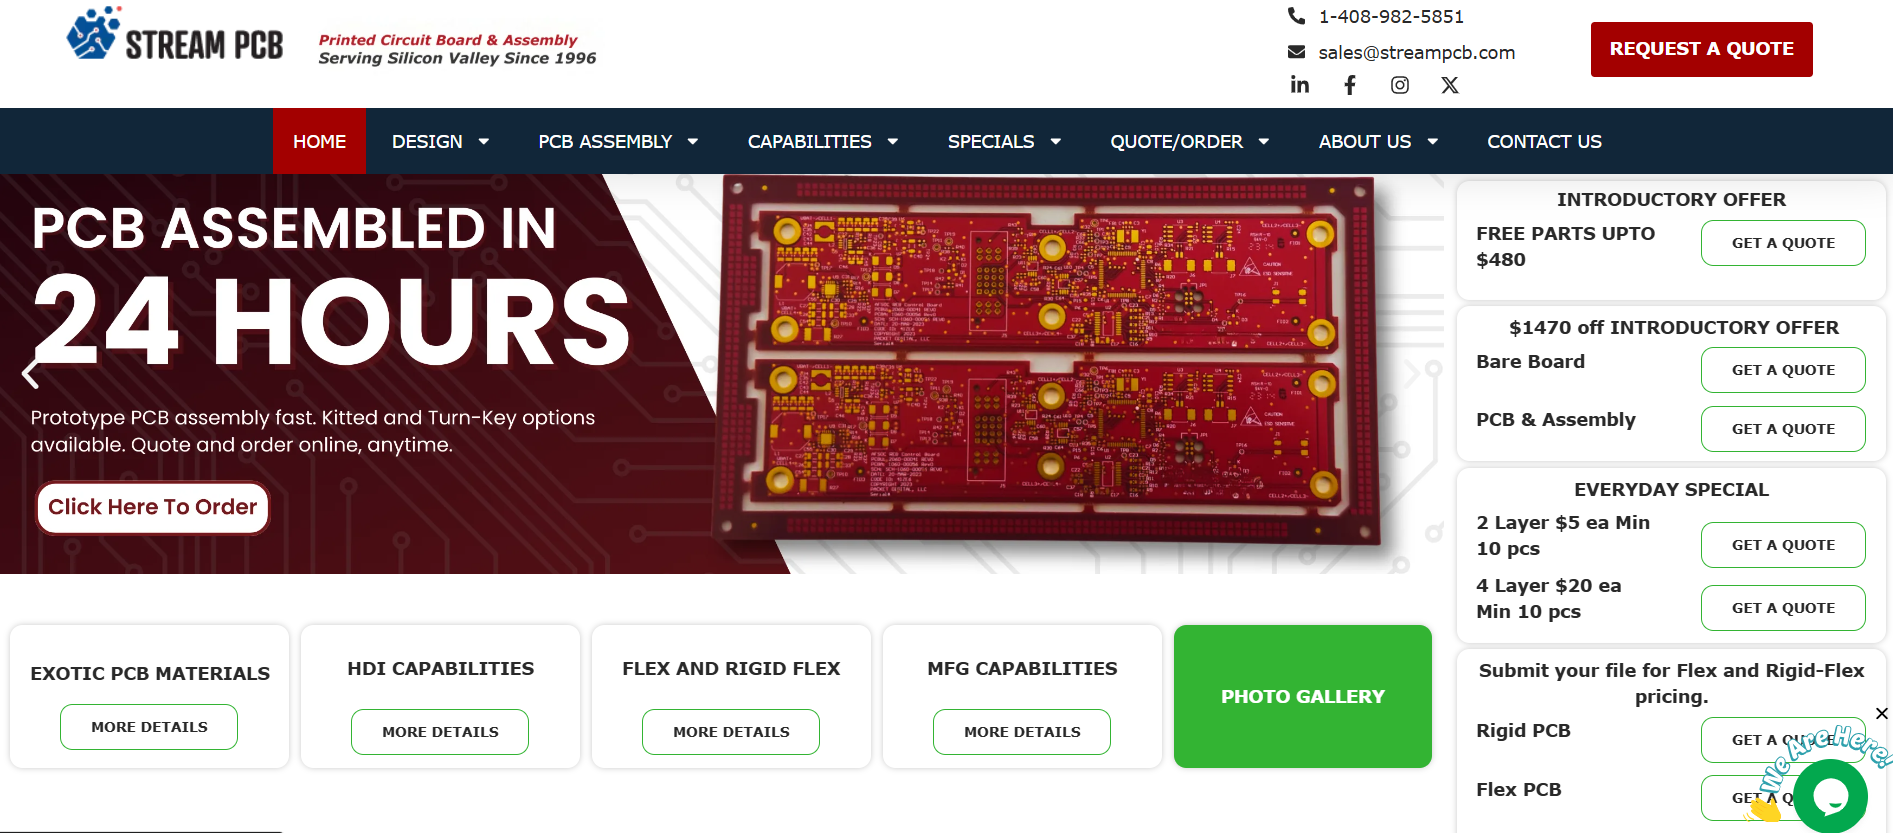 STREAM PCB
Printed Circuit Board & Assembly
Serving Silicon Valley Since 1996
1-408-982-5851
sales@streampcb.com
REQUEST A QUOTE
HOME
DESIGN
PCB ASSEMBLY
CAPABILITIES
SPECIALS
QUOTE/ORDER
ABOUT US
CONTACT US
PCB ASSEMBLED IN
24 HOURS
Prototype PCB assembly fast. Kitted and Turn-Key options
available. Quote and order online, anytime.
Click Here To Order
INTRODUCTORY OFFER
FREE PARTS UPTO
$480
GET A QUOTE
$1470 off INTRODUCTORY OFFER
Bare Board
GET A QUOTE
PCB & Assembly
GET A QUOTE
EVERYDAY SPECIAL
2 Layer $5 ea Min
10 pcs
GET A QUOTE
4 Layer $20 ea
Min 10 pcs
GET A QUOTE
Submit your file for Flex and Rigid-Flex
pricing.
Rigid PCB
GET A QUOTE
Flex PCB
GET A Q
We Are Here!
EXOTIC PCB MATERIALS
MORE DETAILS
HDI CAPABILITIES
MORE DETAILS
FLEX AND RIGID FLEX
MORE DETAILS
MFG CAPABILITIES
MORE DETAILS
PHOTO GALLERY